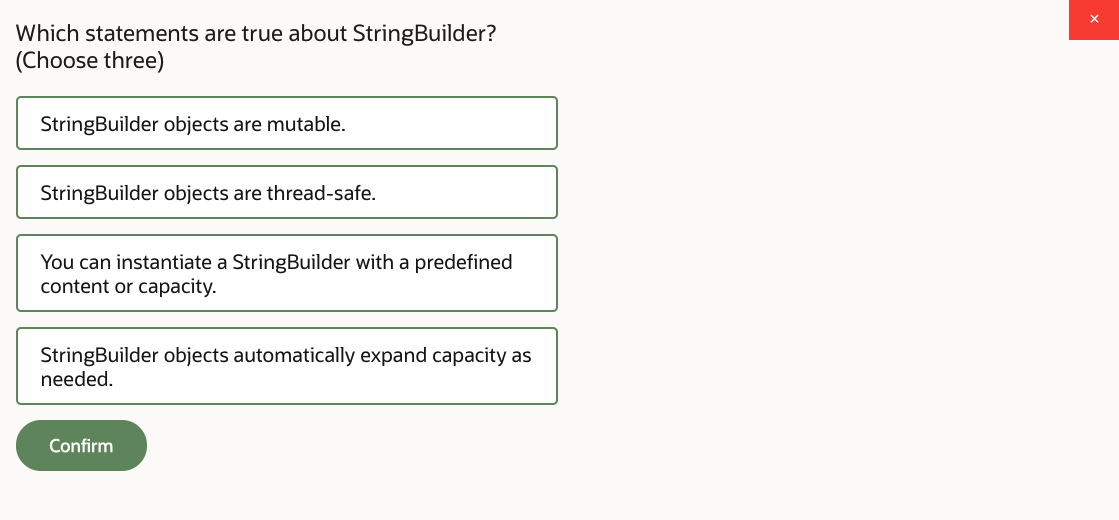 Which statements are true about StringBuilder?
(Choose three)
×
StringBuilder objects are mutable.
StringBuilder objects are thread-safe.
You can instantiate a StringBuilder with a predefined
content or capacity.
StringBuilder objects automatically expand capacity as
needed.
Confirm